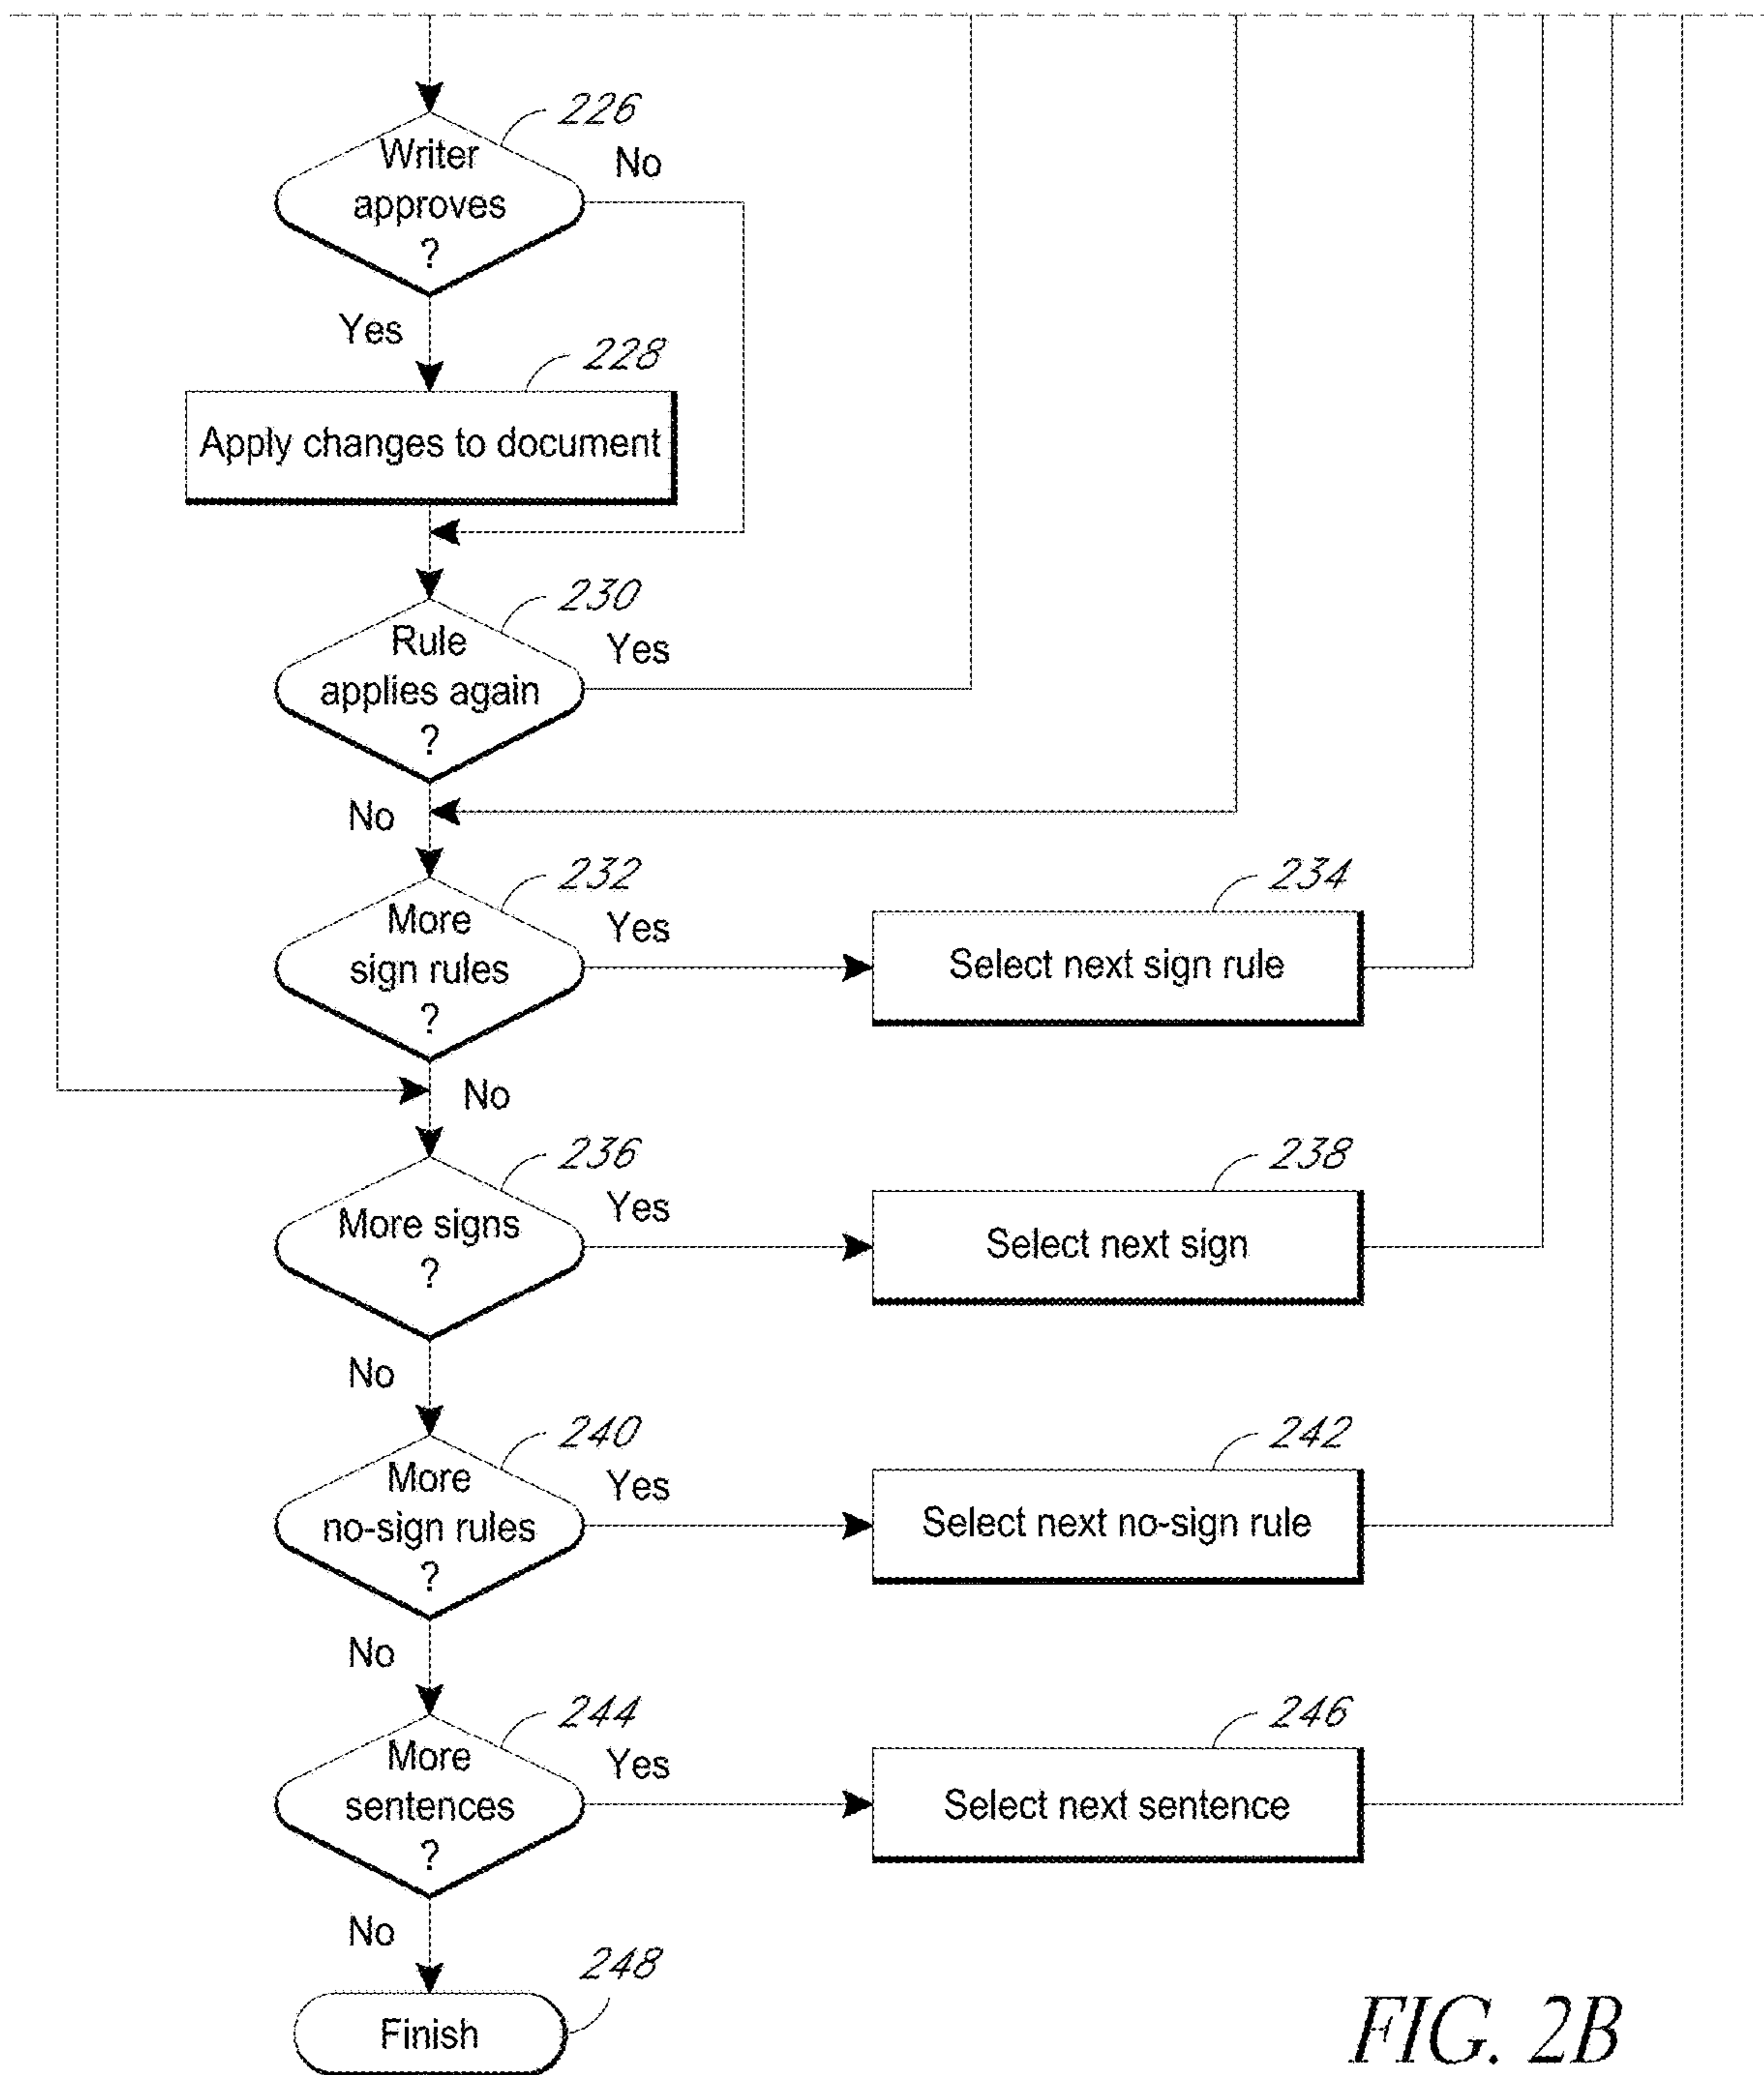 226
Writer
approves
?
No
Yes
228
Apply changes to document
230
Rule
applies again
?
Yes
No
232
More
sign rules
?
Yes
234
Select next sign rule
No
236
More signs
?
Yes
238
Select next sign
No
240
More
no-sign rules
?
Yes
242
Select next no-sign rule
No
244
More
sentences
?
Yes
246
Select next sentence
No
248
Finish
FIG. 2B